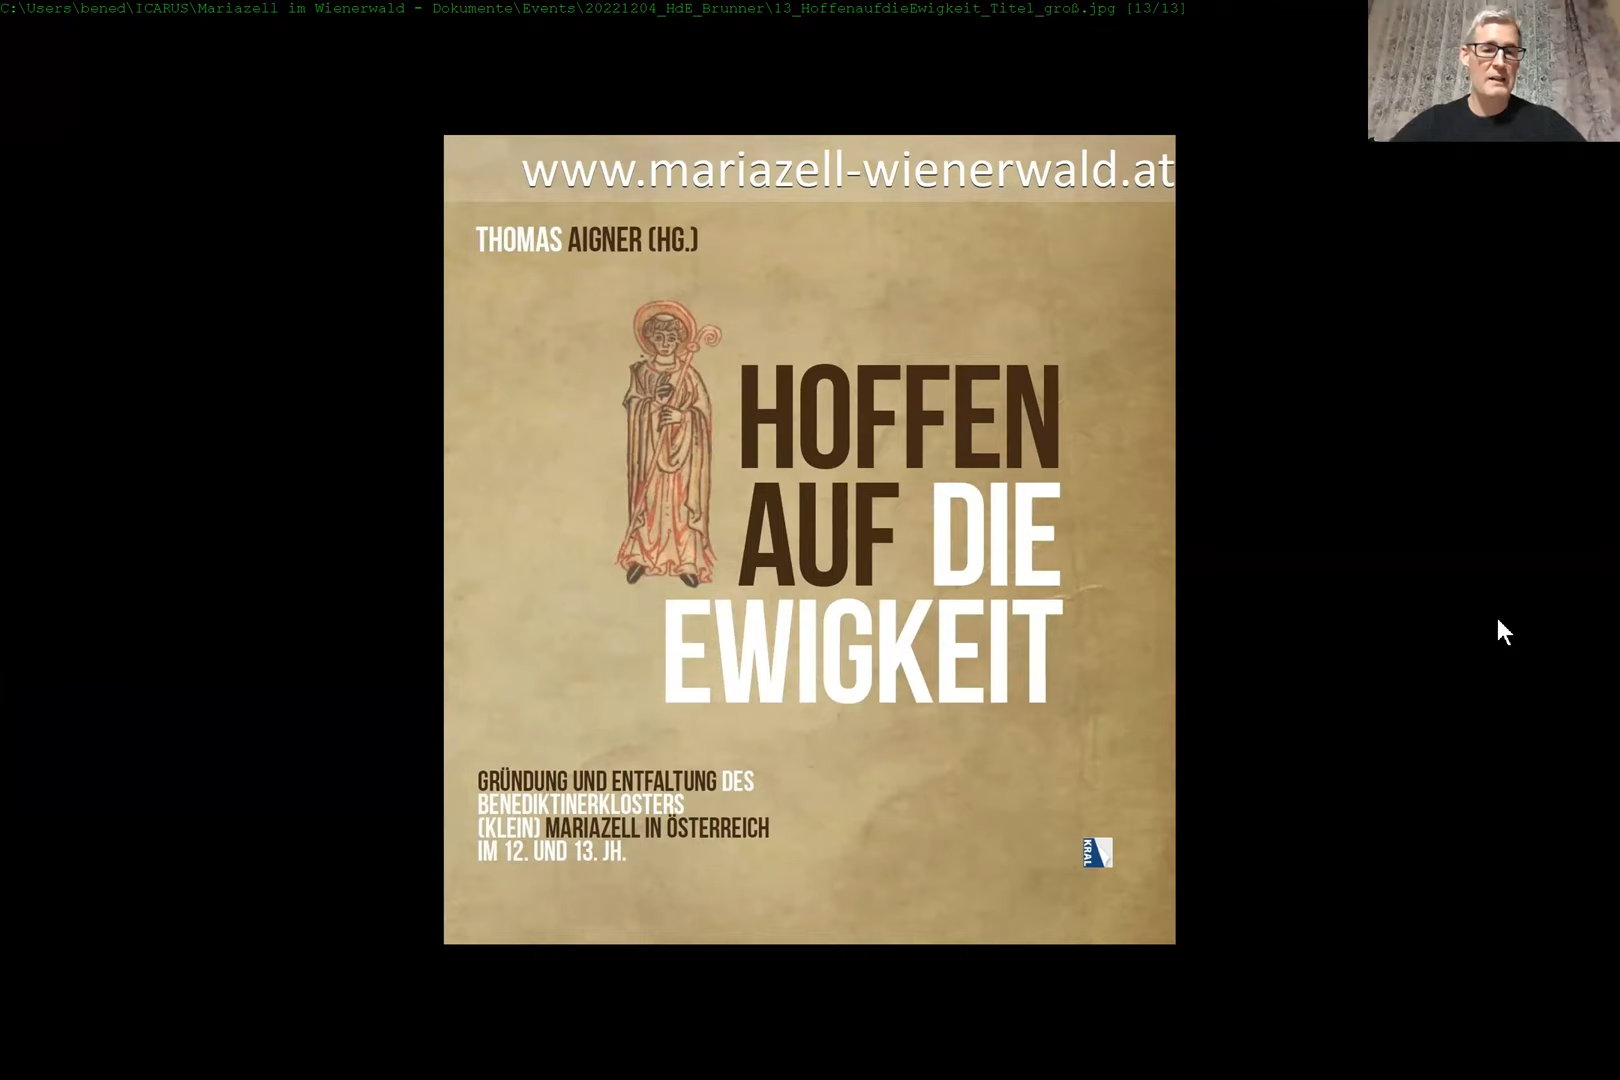 C:\Users\bened\ICARUS\Mariazell im Wienerwald - Dokumente\Events\20221204_HdE_Brunner\13_HoffenaufdieEwigkeit_Titel_groß.jpg [13/13]
www.mariazell-wienerwald.at
THOMAS AIGNER (HG.)
HOFFEN
AUF DIE
EWIGKEIT
GRÜNDUNG UND ENTFALTUNG DES
BENEDIKTINERKLOSTERS
(KLEIN) MARIAZELL IN ÖSTERREICH
IM 12. UND 13. JH.
KRAL